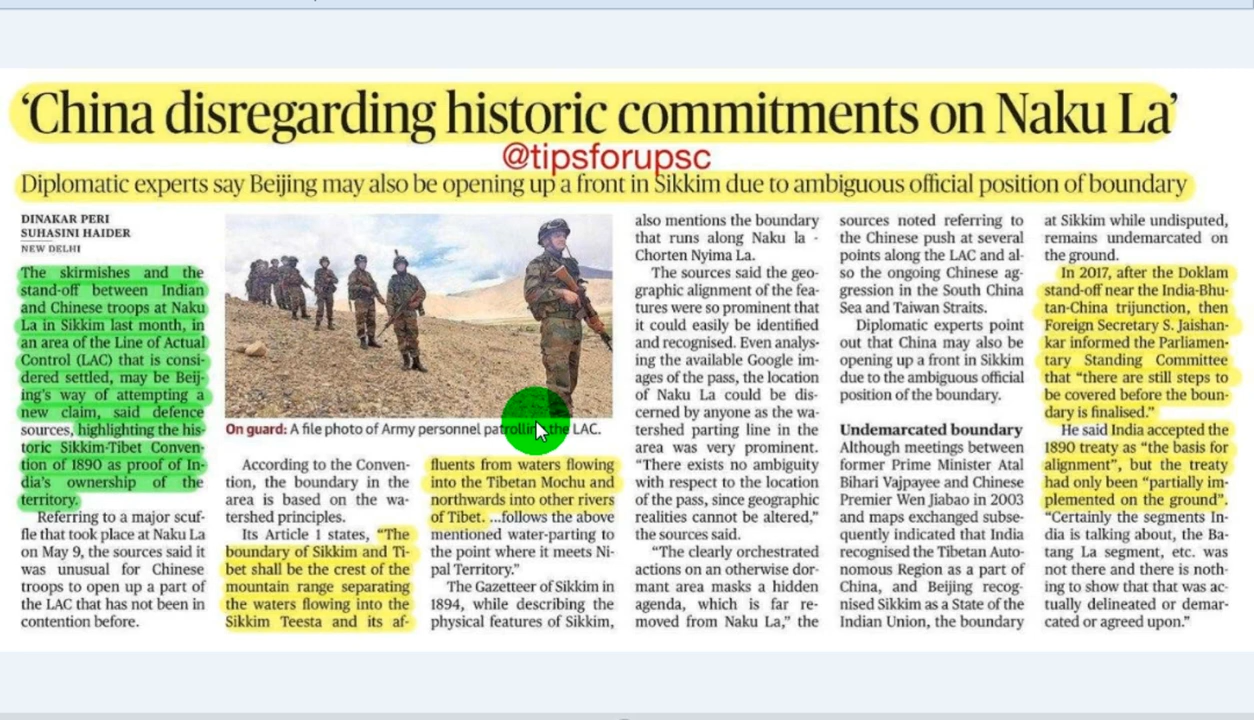 ‘China disregarding historic commitments on Naku La’
@tipsforupsc
Diplomatic experts say Beijing may also be opening up a front in Sikkim due to ambiguous official position of boundary
DINAKAR PERI
SUHASINI HAIDER
NEW DELHI
The skirmishes and the
stand-off between Indian
and Chinese troops at Naku
La in Sikkim last month, in
an area of the Line of Actual
Control (LAC) that is consi-
dered settled, may be Beij-
ing’s way of attempting a
new claim, said defence
sources, highlighting the his-
toric Sikkim-Tibet Conven-
tion of 1890 as proof of In-
dia’s ownership of the
territory.
Referring to a major scuf-
fle that took place at Naku La
on May 9, the sources said it
was unusual for Chinese
troops to open up a part of
the LAC that has not been in
contention before.
On guard: A file photo of Army personnel patrolling the LAC.
According to the Conven-
tion, the boundary in the
area is based on the wa-
tershed principles.
Its Article 1 states, “The
boundary of Sikkim and Ti-
bet shall be the crest of the
mountain range separating
the waters flowing into the
Sikkim Teesta and its af-
fluents from waters flowing
into the Tibetan Mochu and
northwards into other rivers
of Tibet. ...follows the above
mentioned water-parting to
the point where it meets Ni-
pal Territory.”
The Gazetteer of Sikkim in
1894, while describing the
physical features of Sikkim,
also mentions the boundary
that runs along Naku la -
Chorten Nyima La.
The sources said the geo-
graphic alignment of the fea-
tures were so prominent that
it could easily be identified
and recognised. Even analys-
ing the available Google im-
ages of the pass, the location
of Naku La could be dis-
cerned by anyone as the wa-
tershed parting line in the
area was very prominent.
“There exists no ambiguity
with respect to the location
of the pass, since geographic
realities cannot be altered,”
the sources said.
“The clearly orchestrated
actions on an otherwise dor-
mant area masks a hidden
agenda, which is far re-
moved from Naku La,” the
sources noted referring to
the Chinese push at several
points along the LAC and al-
so the ongoing Chinese ag-
gression in the South China
Sea and Taiwan Straits.
Diplomatic experts point
out that China may also be
opening up a front in Sikkim
due to the ambiguous official
position of the boundary.
Undemarcated boundary
Although meetings between
former Prime Minister Atal
Bihari Vajpayee and Chinese
Premier Wen Jiabao in 2003
and maps exchanged subse-
quently indicated that India
recognised the Tibetan Auto-
nomous Region as a part of
China, and Beijing recog-
nised Sikkim as a State of the
Indian Union, the boundary
at Sikkim while undisputed,
remains undemarcated on
the ground.
In 2017, after the Doklam
stand-off near the India-Bhu-
tan-China trijunction, then
Foreign Secretary S. Jaishan-
kar informed the Parliamen-
tary Standing Committee
that “there are still steps to
be covered before the boun-
dary is finalised.”
He said India accepted the
1890 treaty as “the basis for
alignment”, but the treaty
had only been “partially im-
plemented on the ground”.
“Certainly the segments In-
dia is talking about, the Ba-
tang La segment, etc. was
not there and there is noth-
ing to show that that was ac-
tually delineated or demar-
cated or agreed upon.”